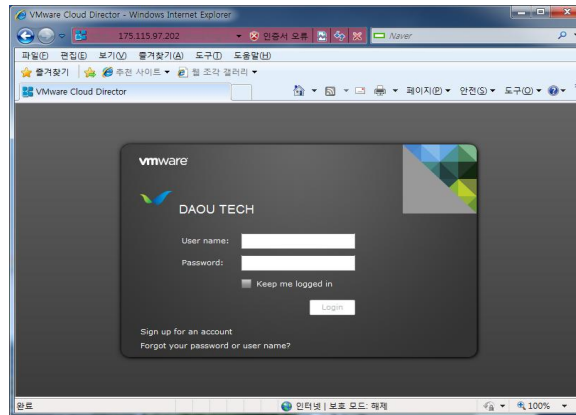 VMware Cloud Director - Windows Internet Explorer
175.115.97.202 인증서 오류 Naver
파일(F) 편집(E) 보기(V) 즐겨찾기(A) 도구(T) 도움말(H)
즐겨찾기 추천 사이트 웹 조각 갤러리
VMware Cloud Director 페이지(P) 안전(S) 도구(O)
vmware
DAOU TECH
User name:
Password:
Keep me logged in
Login
Sign up for an account
Forgot your password or user name?
완료 인터넷 | 보호 모드: 해제 100%